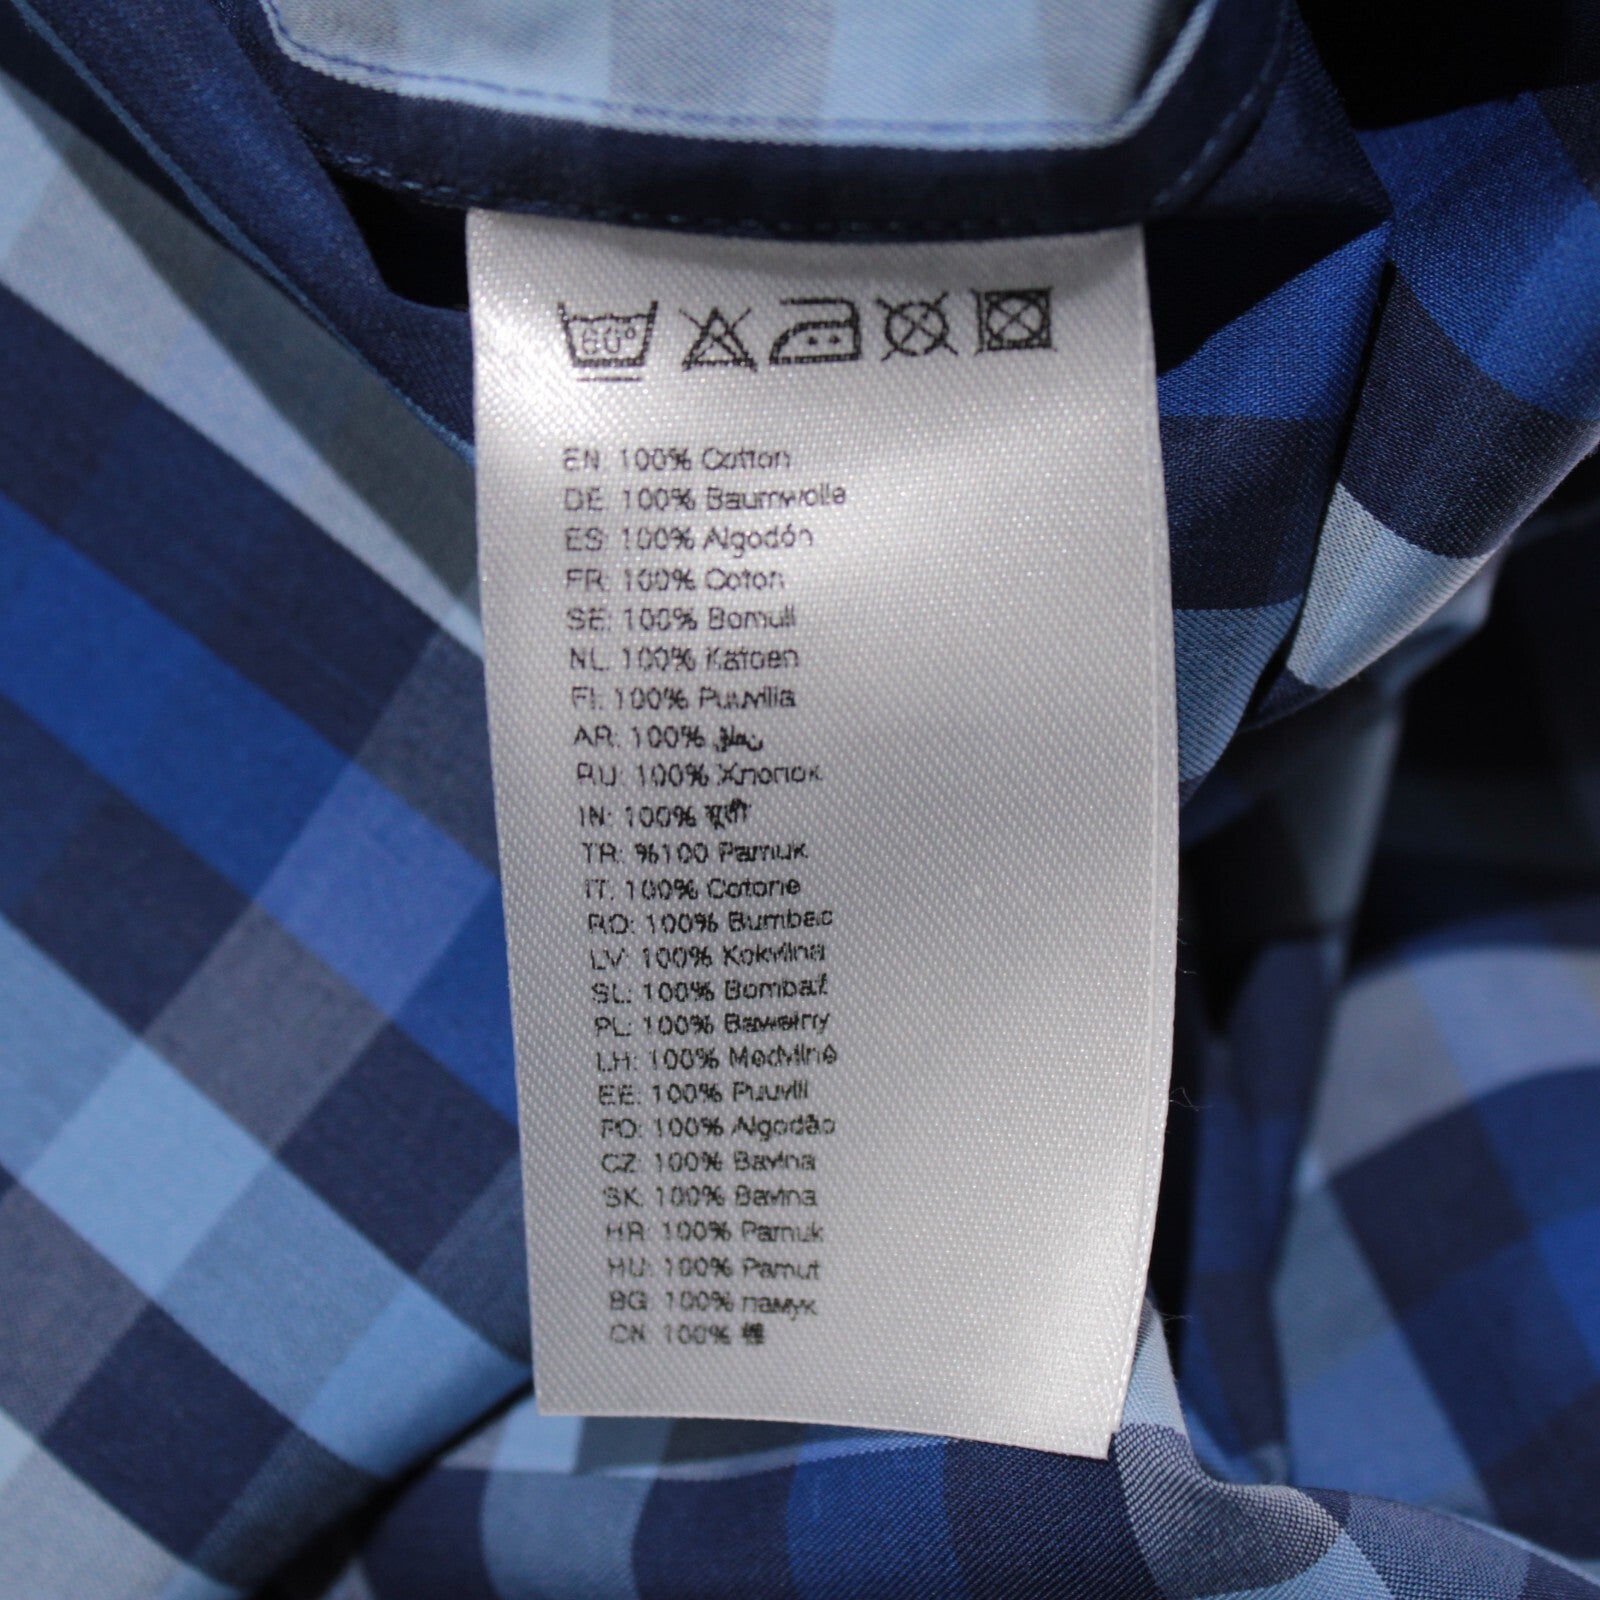 60°
EN: 100% Cotton
DE: 100% Baumwolle
ES: 100% Algodón
FR: 100% Coton
SE: 100% Bomull
NL: 100% Katoen
FI: 100% Puuvilla
AR: 100%
RU: 100% Хлопок
IN: 100%
TR: %100 Pamuk
IT: 100% Cotone
RO: 100% Bumbac
LV: 100% Kokvilna
SL: 100% Bombaž
PL: 100% Bawełny
LH: 100% Medvilnė
EE: 100% Puuvill
PO: 100% Algodão
CZ: 100% Bavlna
SK: 100% Bavlna
HR: 100% Pamuk
HU: 100% Pamut
BG: 100% памук
CN: 100%